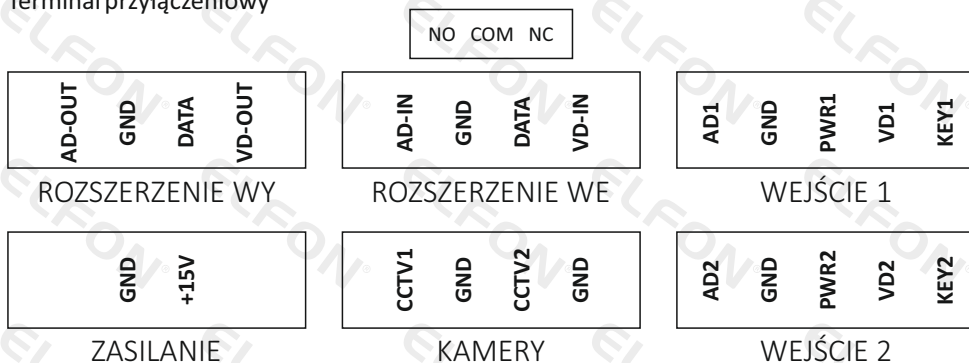 Terminal przyłączeniowy
NO COM NC
AD-OUT GND DATA VD-OUT
AD-IN GND DATA VD-IN
AD1 GND PWR1 VD1 KEY1
ROZSZERZENIE WY
ROZSZERZENIE WE
WEJŚCIE 1
GND +15V
CCTV1 GND CCTV2 GND
AD2 GND PWR2 VD2 KEY2
ZASILANIE
KAMERY
WEJŚCIE 2